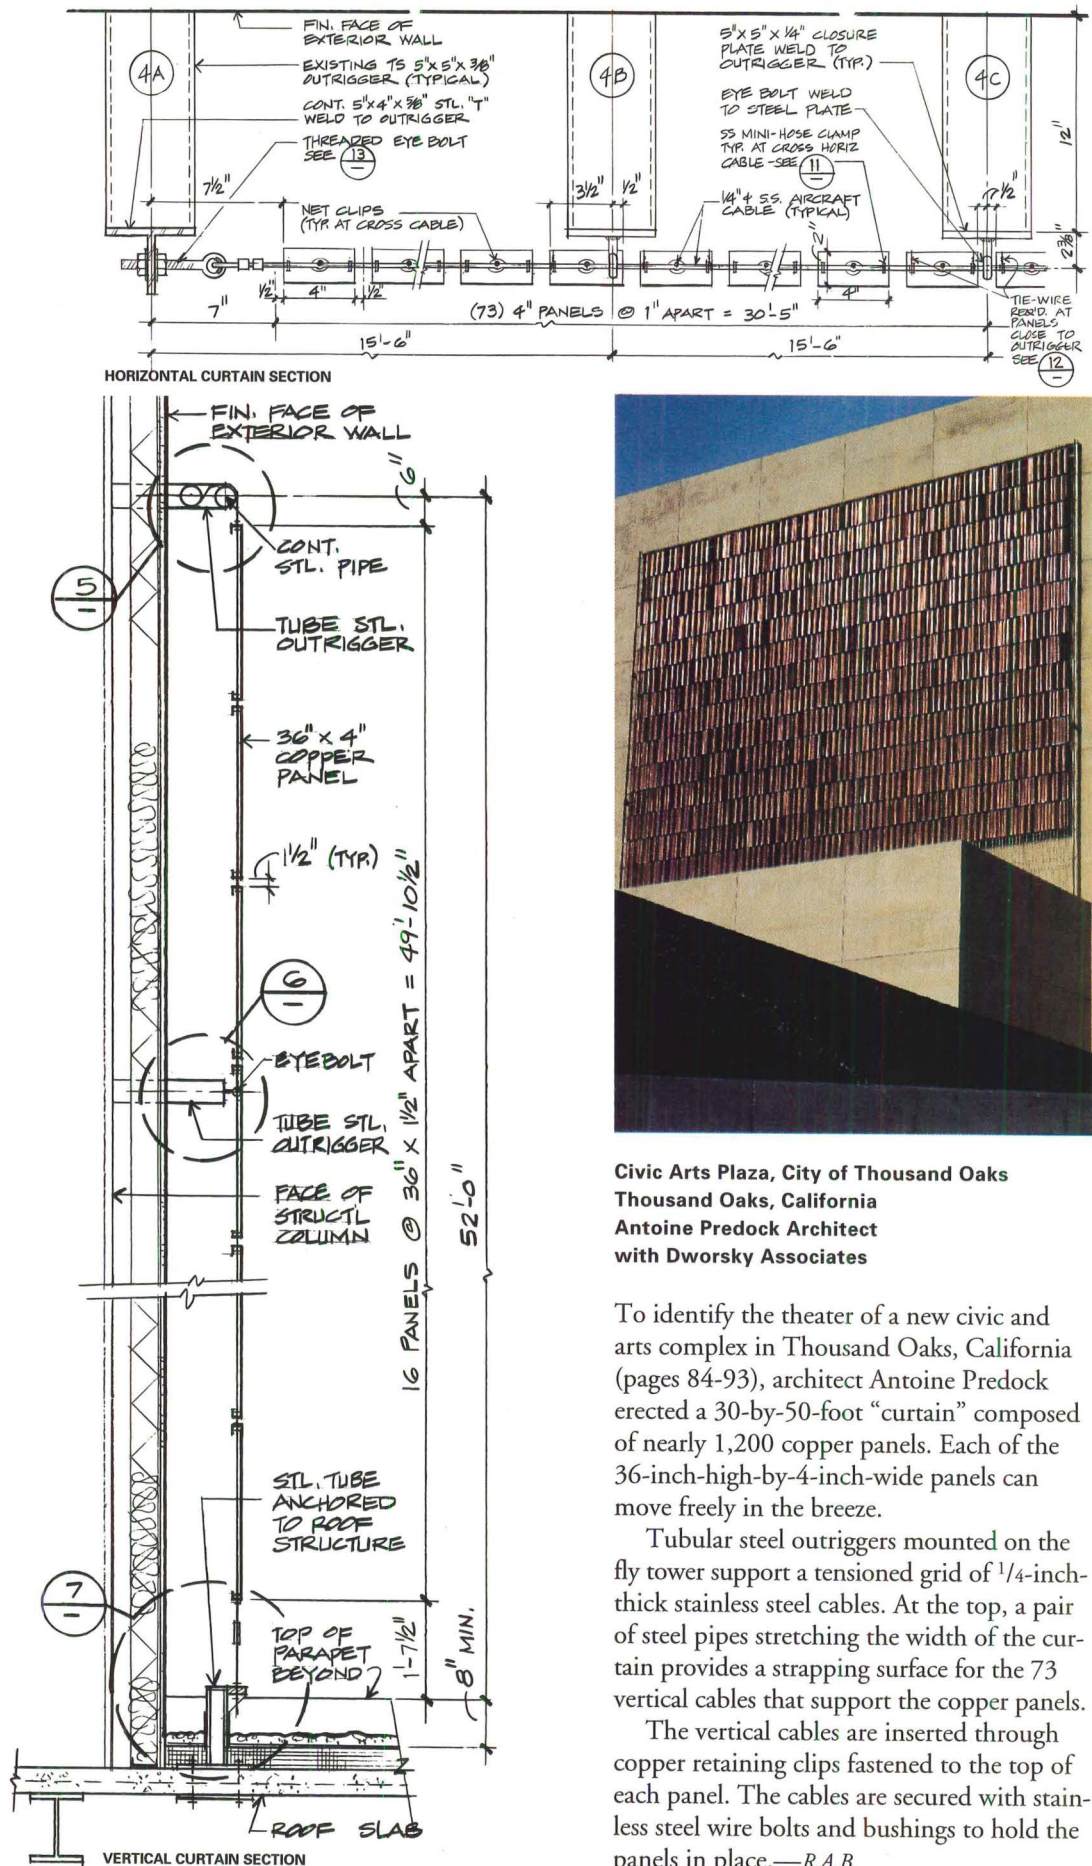 FIN. FACE OF
EXTERIOR WALL
EXISTING TS 5"x5"x3/8"
OUTRIGGER (TYPICAL)
CONT. 5"x4"x5/8" STL. "T"
WELD TO OUTRIGGER
THREADED EYE BOLT
SEE 13
–
4A
4B
4C
5"x5"x1/4" CLOSURE
PLATE WELD TO
OUTRIGGER (TYP.)
EYE BOLT WELD
TO STEEL PLATE
SS MINI-HOSE CLAMP
TYP. AT CROSS HORIZ
CABLE-SEE 11
–
12"
7 1/2"
3 1/2"
1/2"
1/2"
NET CLIPS
(TYP. AT CROSS CABLE)
1/4" φ S.S. AIRCRAFT
CABLE (TYPICAL)
2"
2 3/8"
1/2"
4"
1/2"
4"
7"
(73) 4" PANELS @ 1" APART = 30'-5"
TIE-WIRE
REQ'D. AT
PANELS
CLOSE TO
OUTRIGGER
SEE 12
–
15'-6"
15'-6"
HORIZONTAL CURTAIN SECTION
FIN. FACE OF
EXTERIOR WALL
6"
5
–
CONT.
STL. PIPE
TUBE STL.
OUTRIGGER
36" x 4"
COPPER
PANEL
1 1/2" (TYP.)
6
–
EYEBOLT
TUBE STL.
OUTRIGGER
FACE OF
STRUCT'L
COLUMN
16 PANELS @ 36" x 1 1/2" APART = 49'-10 1/2"
52'-0"
STL. TUBE
ANCHORED
TO ROOF
STRUCTURE
7
–
TOP OF
PARAPET
BEYOND
1'-7 1/2"
8" MIN.
ROOF SLAB
VERTICAL CURTAIN SECTION
Civic Arts Plaza, City of Thousand Oaks
Thousand Oaks, California
Antoine Predock Architect
with Dworsky Associates
To identify the theater of a new civic and
arts complex in Thousand Oaks, California
(pages 84-93), architect Antoine Predock
erected a 30-by-50-foot “curtain” composed
of nearly 1,200 copper panels. Each of the
36-inch-high-by-4-inch-wide panels can
move freely in the breeze.
Tubular steel outriggers mounted on the
fly tower support a tensioned grid of 1/4-inch-
thick stainless steel cables. At the top, a pair
of steel pipes stretching the width of the cur-
tain provides a strapping surface for the 73
vertical cables that support the copper panels.
The vertical cables are inserted through
copper retaining clips fastened to the top of
each panel. The cables are secured with stain-
less steel wire bolts and bushings to hold the
panels in place.—R.A.B.